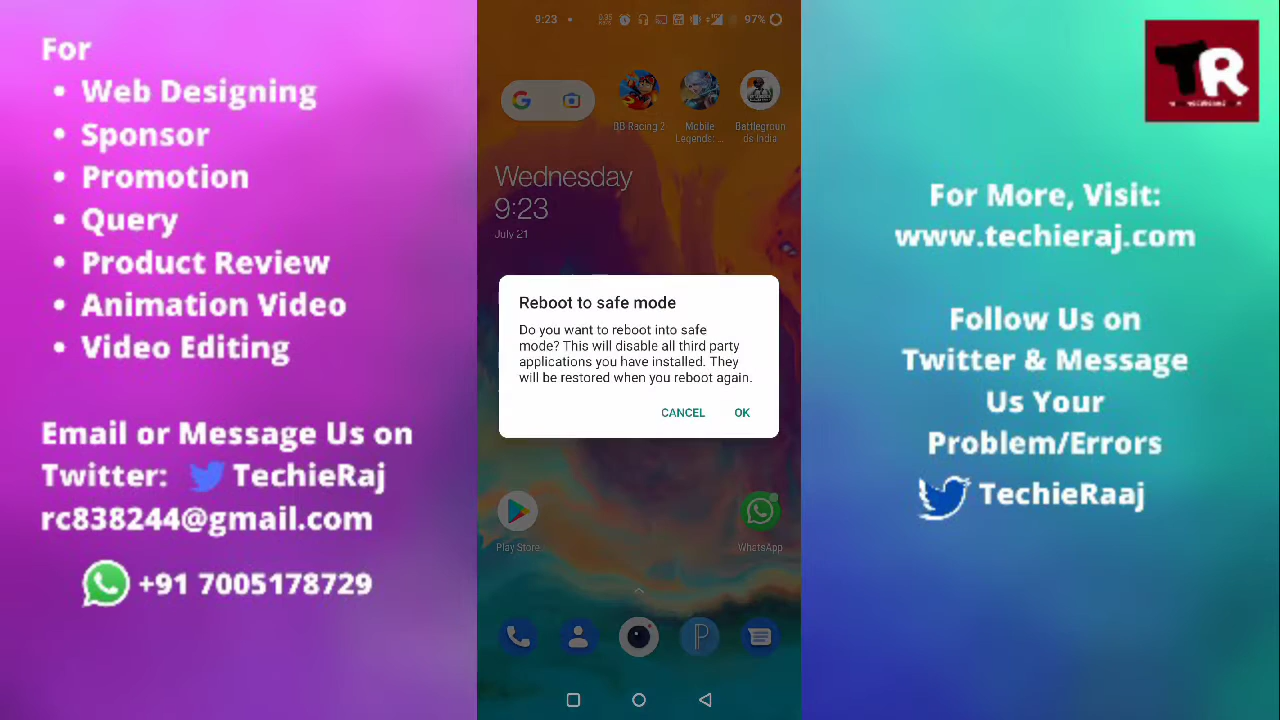 For
• Web Designing
• Sponsor
• Promotion
• Query
• Product Review
• Animation Video
• Video Editing
Email or Message Us on
Twitter: TechieRaj
rc838244@gmail.com
+91 7005178729
9:23
97%
BB Racing 2
Mobile
Legends: ...
Battlegroun
ds India
Wednesday
9:23
July 21
Reboot to safe mode
Do you want to reboot into safe
mode? This will disable all third party
applications you have installed. They
will be restored when you reboot again.
CANCEL OK
Play Store
WhatsApp
TR
For More, Visit:
www.techieraj.com
Follow Us on
Twitter & Message
Us Your
Problem/Errors
TechieRaaj